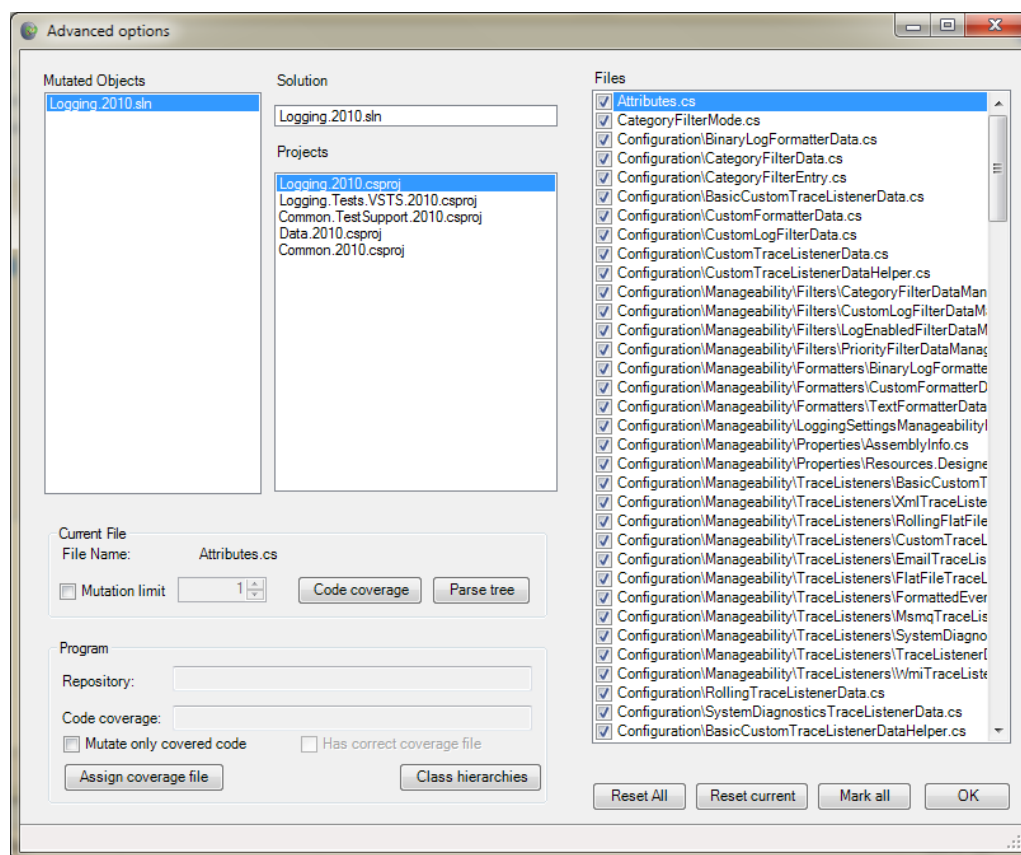 Advanced options
Mutated Objects
Logging.2010.sln
Solution
Logging.2010.sln
Projects
Logging.2010.csproj
Logging.Tests.VSTS.2010.csproj
Common.TestSupport.2010.csproj
Data.2010.csproj
Common.2010.csproj
Files
Attributes.cs
CategoryFilterMode.cs
Configuration\BinaryLogFormatterData.cs
Configuration\CategoryFilterData.cs
Configuration\CategoryFilterEntry.cs
Configuration\BasicCustomTraceListenerData.cs
Configuration\CustomFormatterData.cs
Configuration\CustomLogFilterData.cs
Configuration\CustomTraceListenerData.cs
Configuration\CustomTraceListenerDataHelper.cs
Configuration\Manageability\Filters\CategoryFilterDataMan
Configuration\Manageability\Filters\CustomLogFilterDataM
Configuration\Manageability\Filters\LogEnabledFilterDataM
Configuration\Manageability\Filters\PriorityFilterDataManag
Configuration\Manageability\Formatters\BinaryLogFormatte
Configuration\Manageability\Formatters\CustomFormatterD
Configuration\Manageability\Formatters\TextFormatterData
Configuration\Manageability\LoggingSettingsManageability
Configuration\Manageability\Properties\AssemblyInfo.cs
Configuration\Manageability\Properties\Resources.Designe
Configuration\Manageability\TraceListeners\BasicCustomT
Configuration\Manageability\TraceListeners\XmlTraceListe
Configuration\Manageability\TraceListeners\RollingFlatFile
Configuration\Manageability\TraceListeners\CustomTraceL
Configuration\Manageability\TraceListeners\EmailTraceLis
Configuration\Manageability\TraceListeners\FlatFileTraceL
Configuration\Manageability\TraceListeners\FormattedEver
Configuration\Manageability\TraceListeners\MsmqTraceLis
Configuration\Manageability\TraceListeners\SystemDiagno
Configuration\Manageability\TraceListeners\TraceListenerD
Configuration\Manageability\TraceListeners\WmiTraceListe
Configuration\RollingTraceListenerData.cs
Configuration\SystemDiagnosticsTraceListenerData.cs
Configuration\BasicCustomTraceListenerDataHelper.cs
Current File
File Name: Attributes.cs
Mutation limit 1 Code coverage Parse tree
Program
Repository:
Code coverage:
Mutate only covered code Has correct coverage file
Assign coverage file Class hierarchies
Reset All Reset current Mark all OK